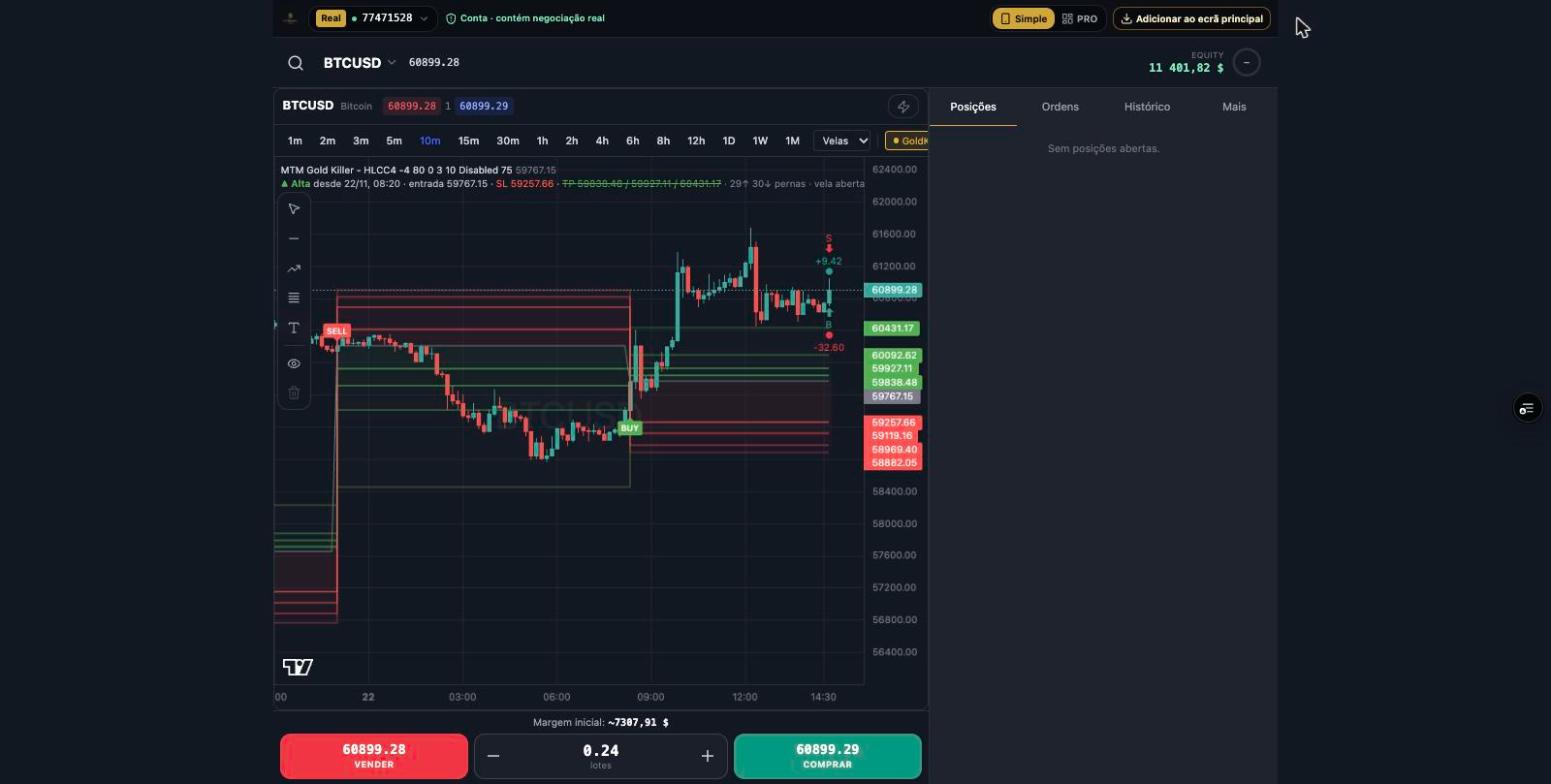 Real 77471528 Conta · contém negociação real Simple PRO Adicionar ao ecrã principal
BTCUSD 60899.28
EQUITY
11 401,82 $
BTCUSD Bitcoin 60899.28 1 60899.29
1m 2m 3m 5m 10m 15m 30m 1h 2h 4h 6h 8h 12h 1D 1W 1M Velas
MTM Gold Killer - HLCC4 -4 80 0 3 10 Disabled 75 59767.15
Alta desde 22/11, 08:20 · entrada 59767.15 · SL 59257.66 · TP 59838.48 / 59927.11 / 60431.17 · 29↑ 30↓ pernas · vela aberta
62400.00
62000.00
61600.00
61200.00
60899.28
60431.17
60092.62
59927.11
59838.48
59767.15
59257.66
59119.16
58969.40
58882.05
58400.00
58000.00
57600.00
57200.00
56800.00
56400.00
S
+9.42
B
-32.60
SELL
BUY
BTCUSD
T
00 22 03:00 06:00 09:00 12:00 14:30
Margem inicial: ~7307,91 $
60899.28
VENDER
0.24
lotes
60899.29
COMPRAR
Posições Ordens Histórico Mais
Sem posições abertas.